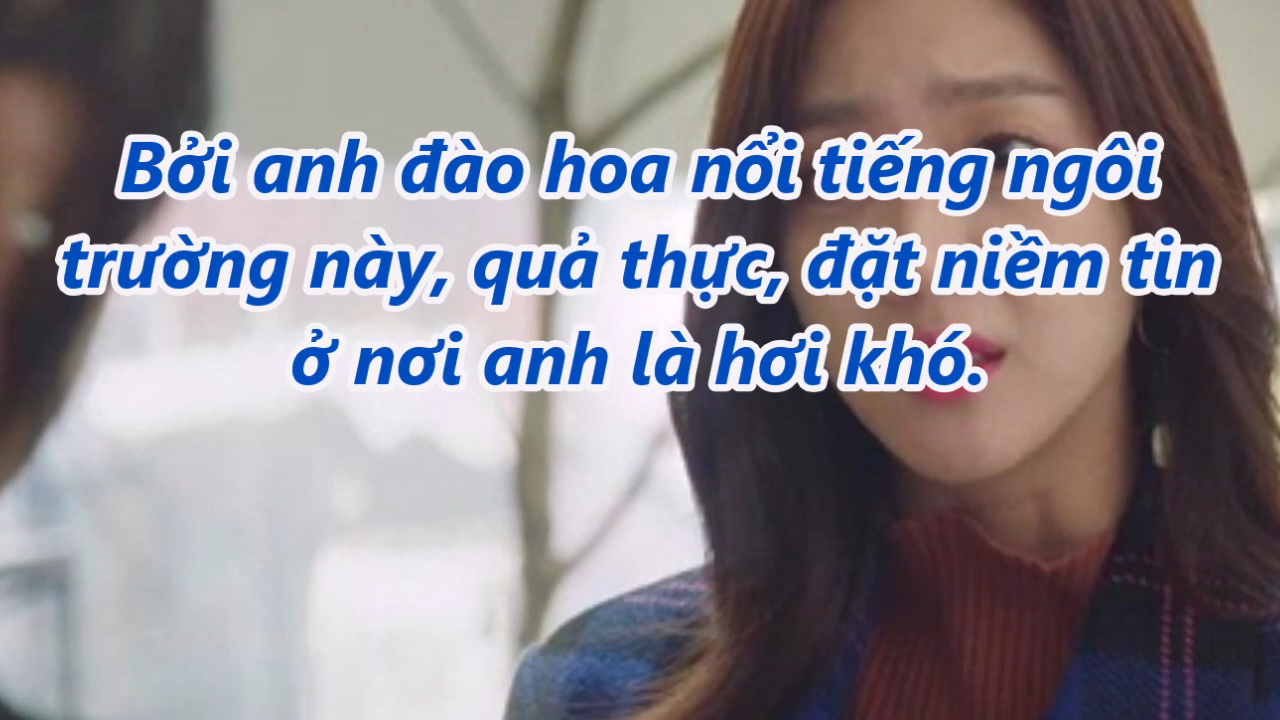 Bởi anh đào hoa nổi tiếng ngôi
trường này, quả thực, đặt niềm tin
ở nơi anh là hơi khó.